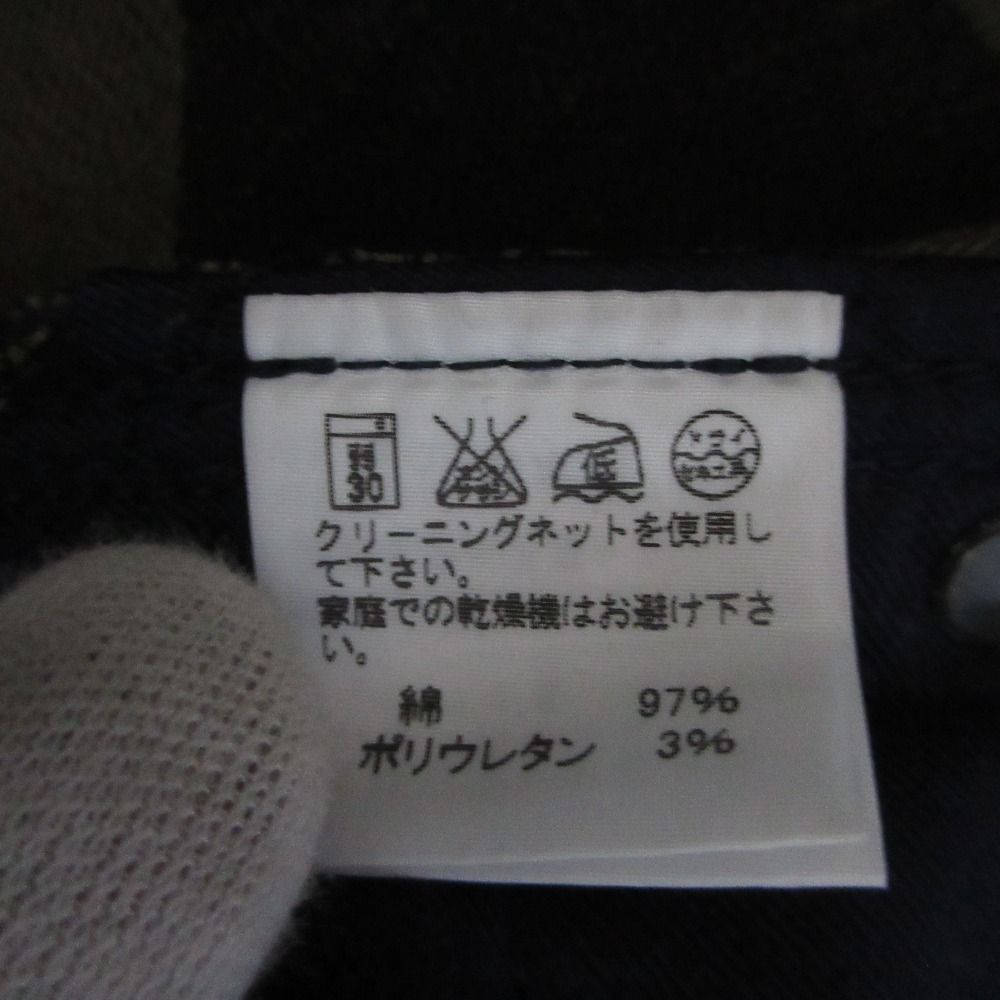 30
低
クリーニングネットを使用し
て下さい。
家庭での乾燥機はお避け下さ
い。
綿 97%
ポリウレタン 3%